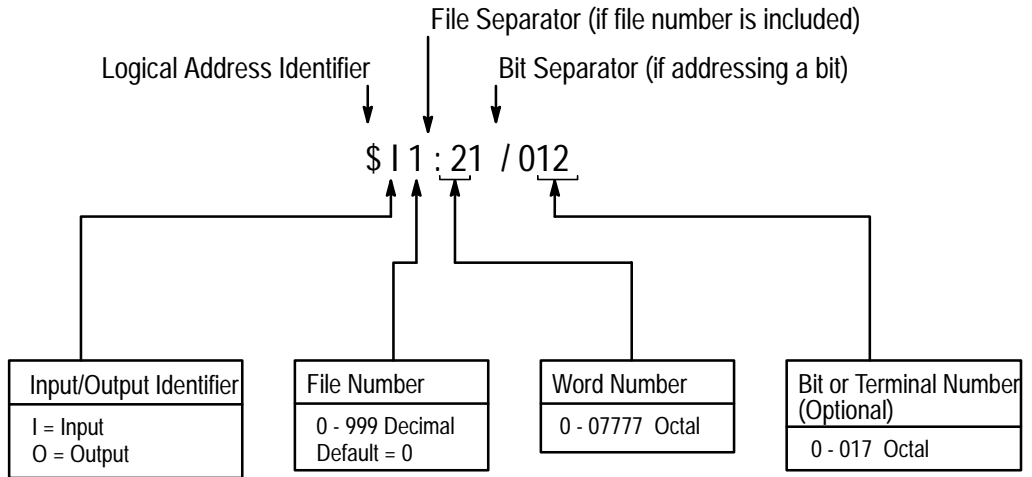 File Separator (if file number is included)
Logical Address Identifier
Bit Separator (if addressing a bit)
$ I 1 : 21 / 012
Input/Output Identifier
I = Input
O = Output
File Number
0 - 999 Decimal
Default = 0
Word Number
0 - 07777 Octal
Bit or Terminal Number
(Optional)
0 - 017 Octal